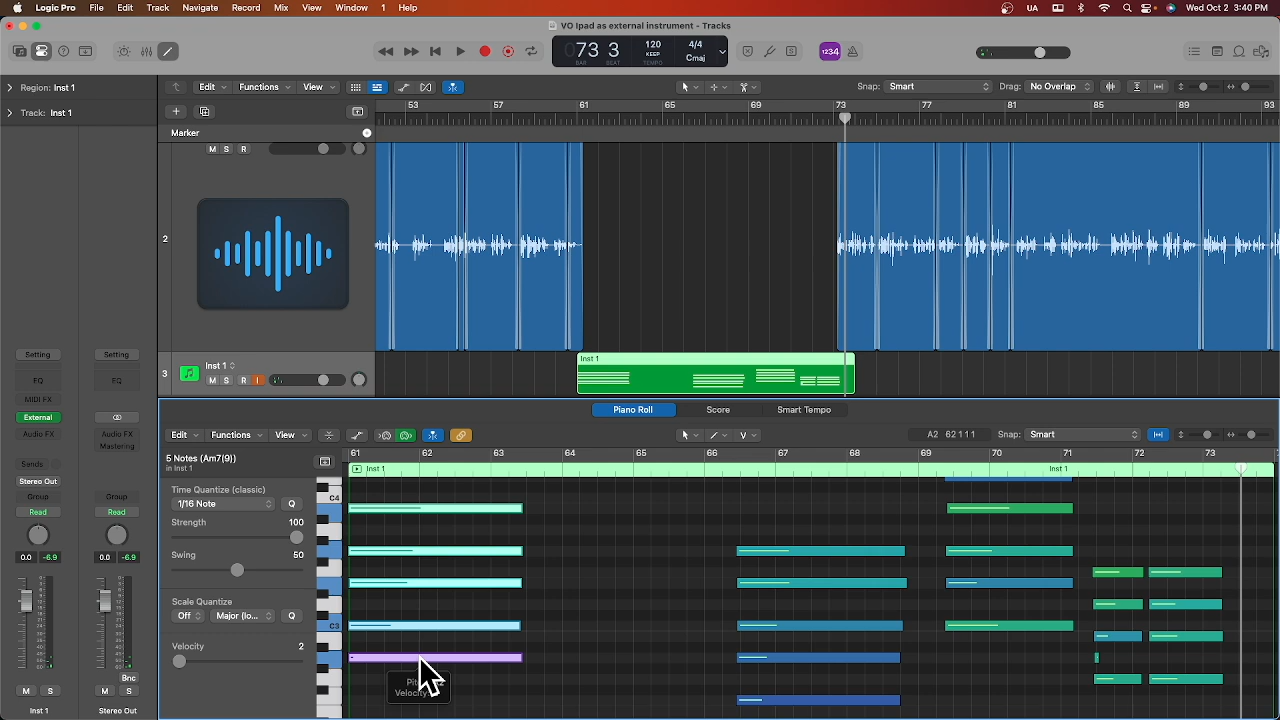 Logic Pro File Edit Track Navigate Record Mix View Window 1 Help
UA Wed Oct 2 3:40 PM
VO Ipad as external instrument - Tracks
073 3 120 4/4
KEEP Cmaj
BAR BEAT TEMPO
1234
Region: Inst 1
Edit Functions View
Snap: Smart Drag: No Overlap
Track: Inst 1
53 57 61 65 69 73 77 81 85 89 93
Marker
M S R
2
3
Inst 1
M S R I
Inst 1
Setting Setting
EQ EQ
MIDI FX
External
Audio FX Audio FX
Mastering
Sends
Stereo Out
Group Group
Read Read
0.0 -6.9 0.0 -6.9
Bnc
M S M S
Inst 1 Stereo Out
Piano Roll Score Smart Tempo
Edit Functions View
A2 62 1 1 1 Snap: Smart
61 62 63 64 65 66 67 68 69 70 71 72 73
5 Notes (Am7(9))
in Inst 1
Inst 1 Inst 1
Time Quantize (classic)
1/16 Note Q
Strength 100
Swing 50
Scale Quantize
Off Major (lo... Q
Velocity 2
C4
C3
Velocity